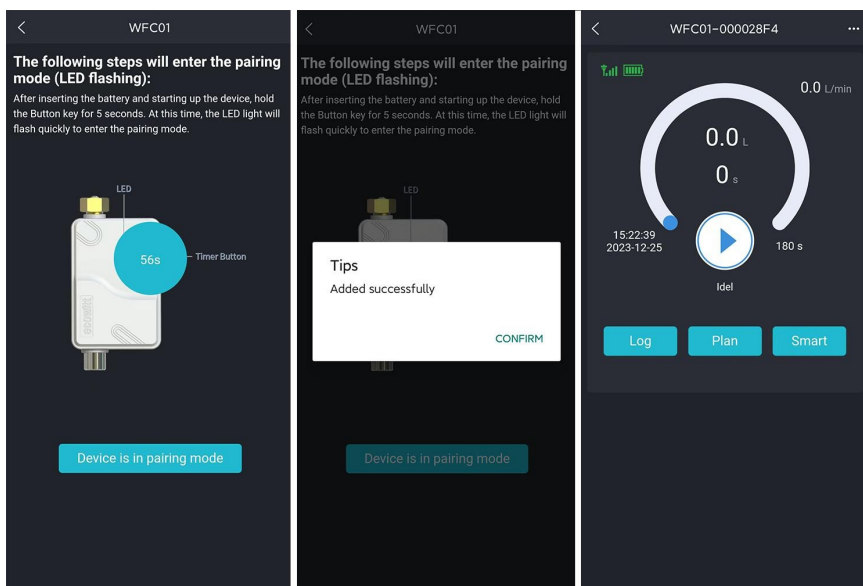 WFC01
The following steps will enter the pairing
mode (LED flashing):
After inserting the battery and starting up the device, hold
the Button key for 5 seconds. At this time, the LED light will
flash quickly to enter the pairing mode.
LED
56s
Timer Button
ecowitt
Device is in pairing mode
WFC01
The following steps will enter the pairing
mode (LED flashing):
After inserting the battery and starting up the device, hold
the Button key for 5 seconds. At this time, the LED light will
flash quickly to enter the pairing mode.
LED
Tips
Added successfully
CONFIRM
Device is in pairing mode
WFC01-000028F4
0.0 L/min
0.0 L
0 s
15:22:39
2023-12-25
180 s
Idel
Log
Plan
Smart